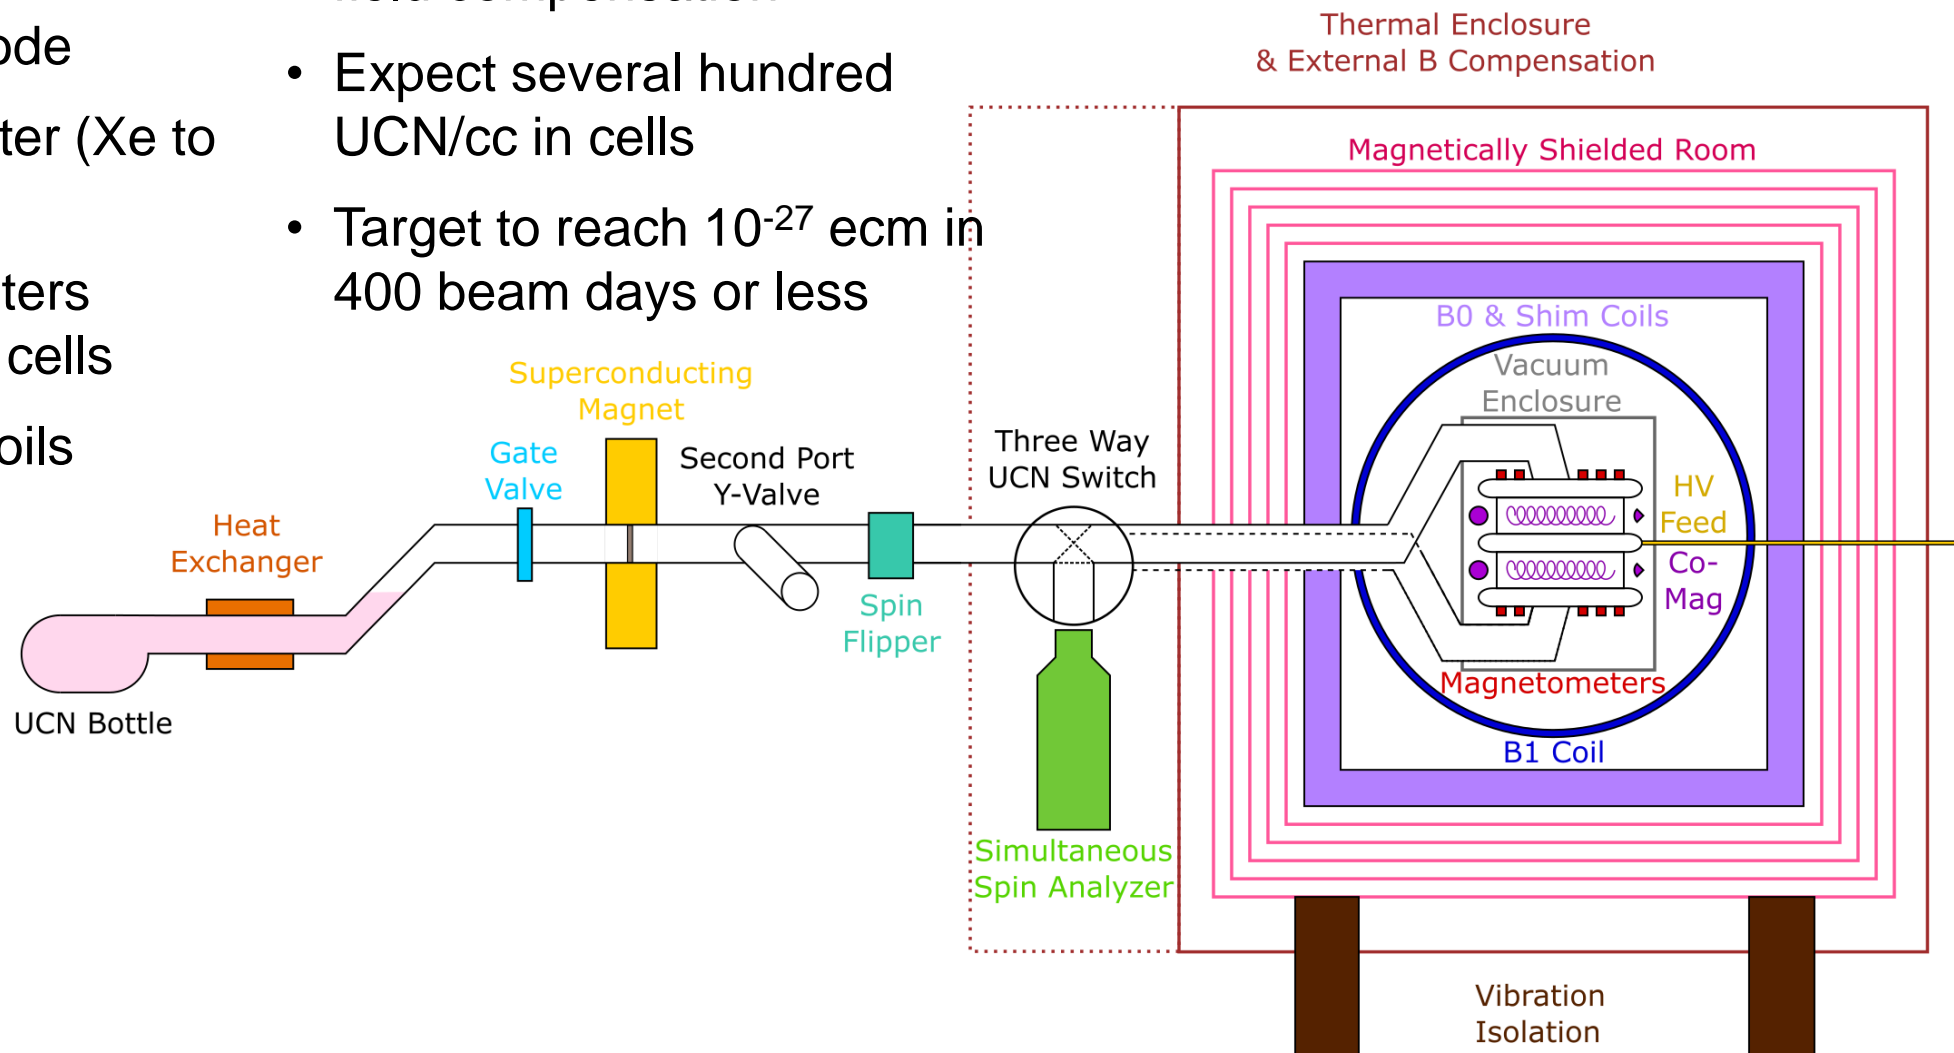 ode
ter (Xe to
ters
cells
oils
field compensation
• Expect several hundred
UCN/cc in cells
• Target to reach 10-27 ecm in
400 beam days or less
Thermal Enclosure
& External B Compensation
Magnetically Shielded Room
B0 & Shim Coils
Vacuum
Enclosure
HV
Feed
Co-
Mag
Magnetometers
B1 Coil
Superconducting
Magnet
Gate
Valve
Second Port
Y-Valve
Three Way
UCN Switch
Heat
Exchanger
Spin
Flipper
UCN Bottle
Simultaneous
Spin Analyzer
Vibration
Isolation